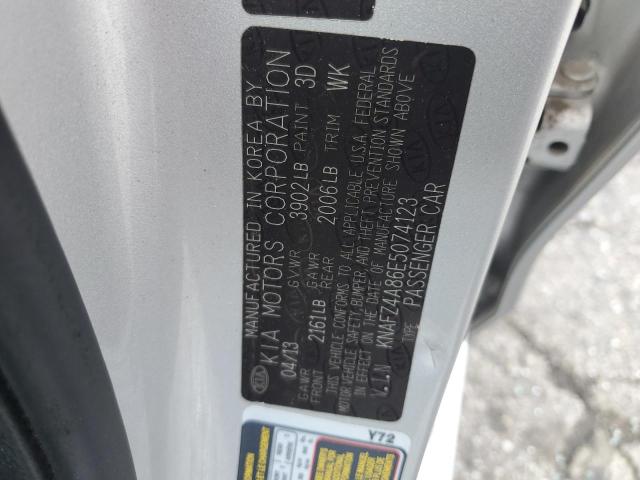 MANUFACTURED IN KOREA BY
KIA MOTORS CORPORATION
04/13 GVWR 3902LB PAINT 3D
GAWR FRONT 2161LB GAWR REAR 2006LB TRIM WK
THIS VEHICLE CONFORMS TO ALL APPLICABLE U.S.A. FEDERAL
MOTOR VEHICLE SAFETY, BUMPER, AND THEFT PREVENTION STANDARDS
IN EFFECT ON THE DATE OF MANUFACTURE SHOWN ABOVE
V.I.N KNAFZ4A86E5074123
TYPE PASSENGER CAR
KIA
Y72